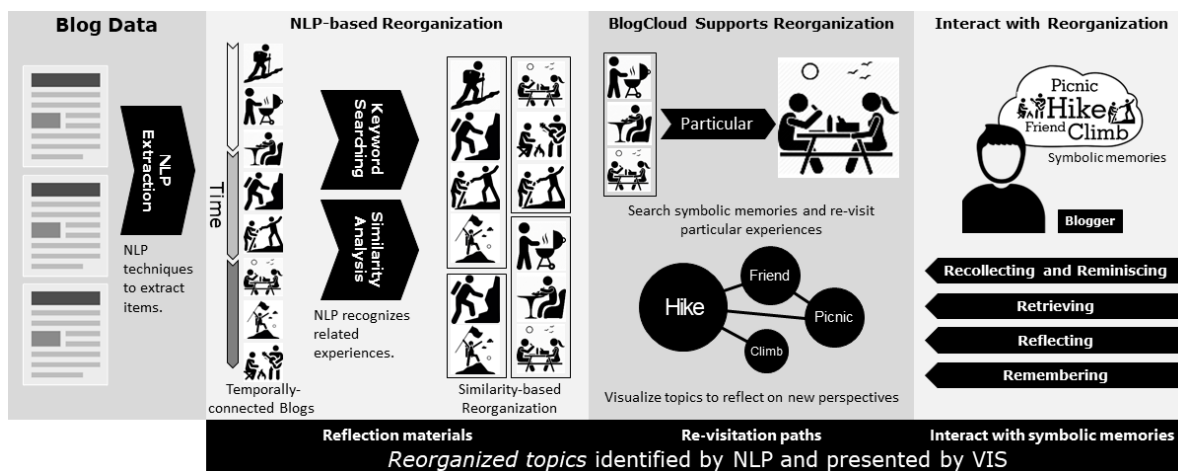 Blog Data
NLP
Extraction
NLP
techniques
to extract
items.
NLP-based Reorganization
Time
Temporally-
connected Blogs
Keyword
Searching
Similarity
Analysis
NLP recognizes
related
experiences.
Similarity-based
Reorganization
BlogCloud Supports Reorganization
Particular
Search symbolic memories and re-visit
particular experiences
Hike
Friend
Picnic
Climb
Visualize topics to reflect on new perspectives
Interact with Reorganization
Picnic
Hike
Friend Climb
Symbolic memories
Blogger
Recollecting and Reminiscing
Retrieving
Reflecting
Remembering
Reflection materials
Re-visitation paths
Interact with symbolic memories
Reorganized topics identified by NLP and presented by VIS